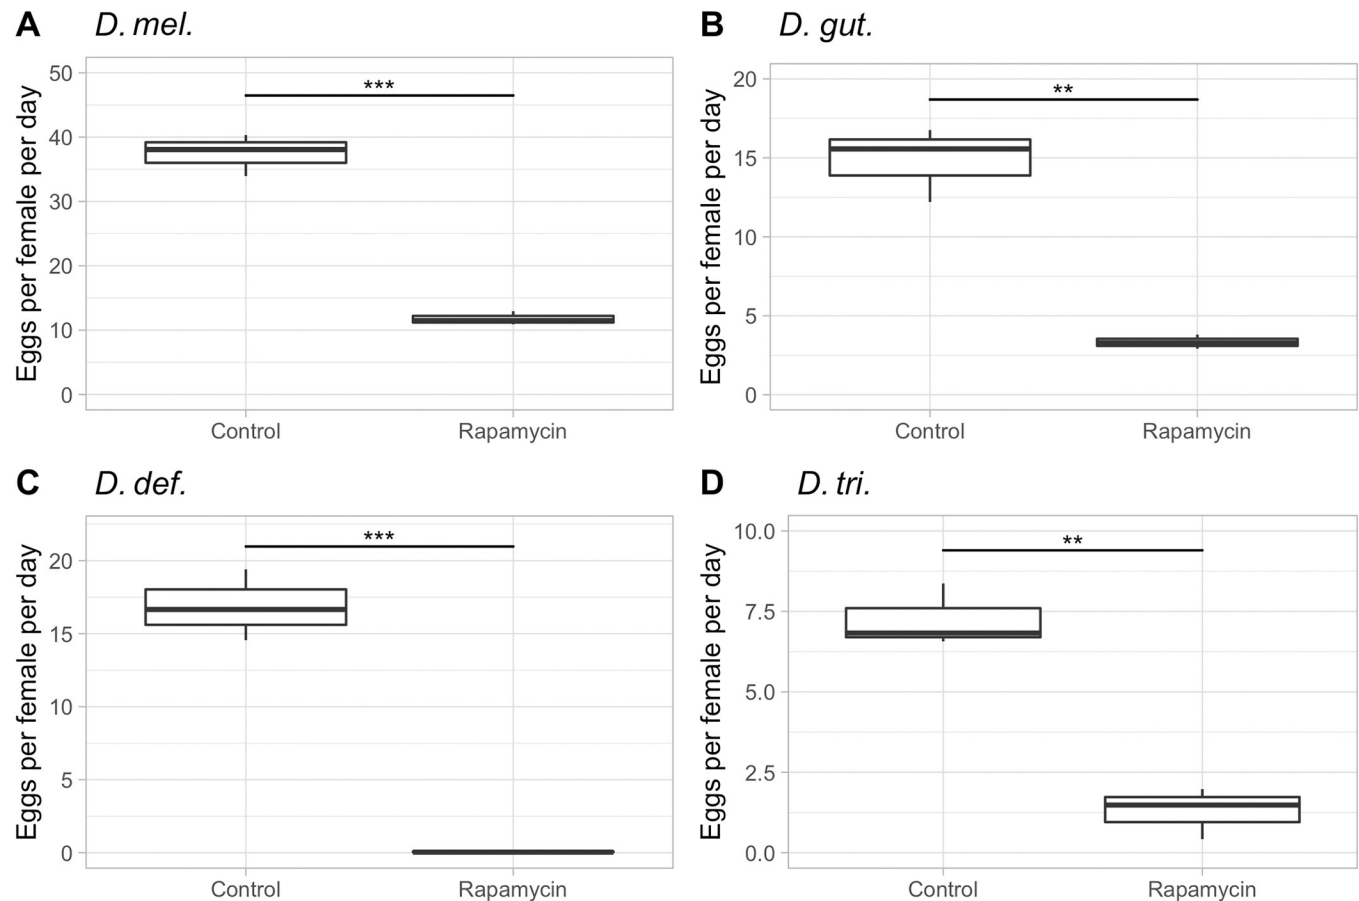 A D. mel.
Eggs per female per day
50
40
30
20
10
0
***
Control Rapamycin
B D. gut.
Eggs per female per day
20
15
10
5
0
**
Control Rapamycin
C D. def.
Eggs per female per day
20
15
10
5
0
***
Control Rapamycin
D D. tri.
Eggs per female per day
10.0
7.5
5.0
2.5
0.0
**
Control Rapamycin